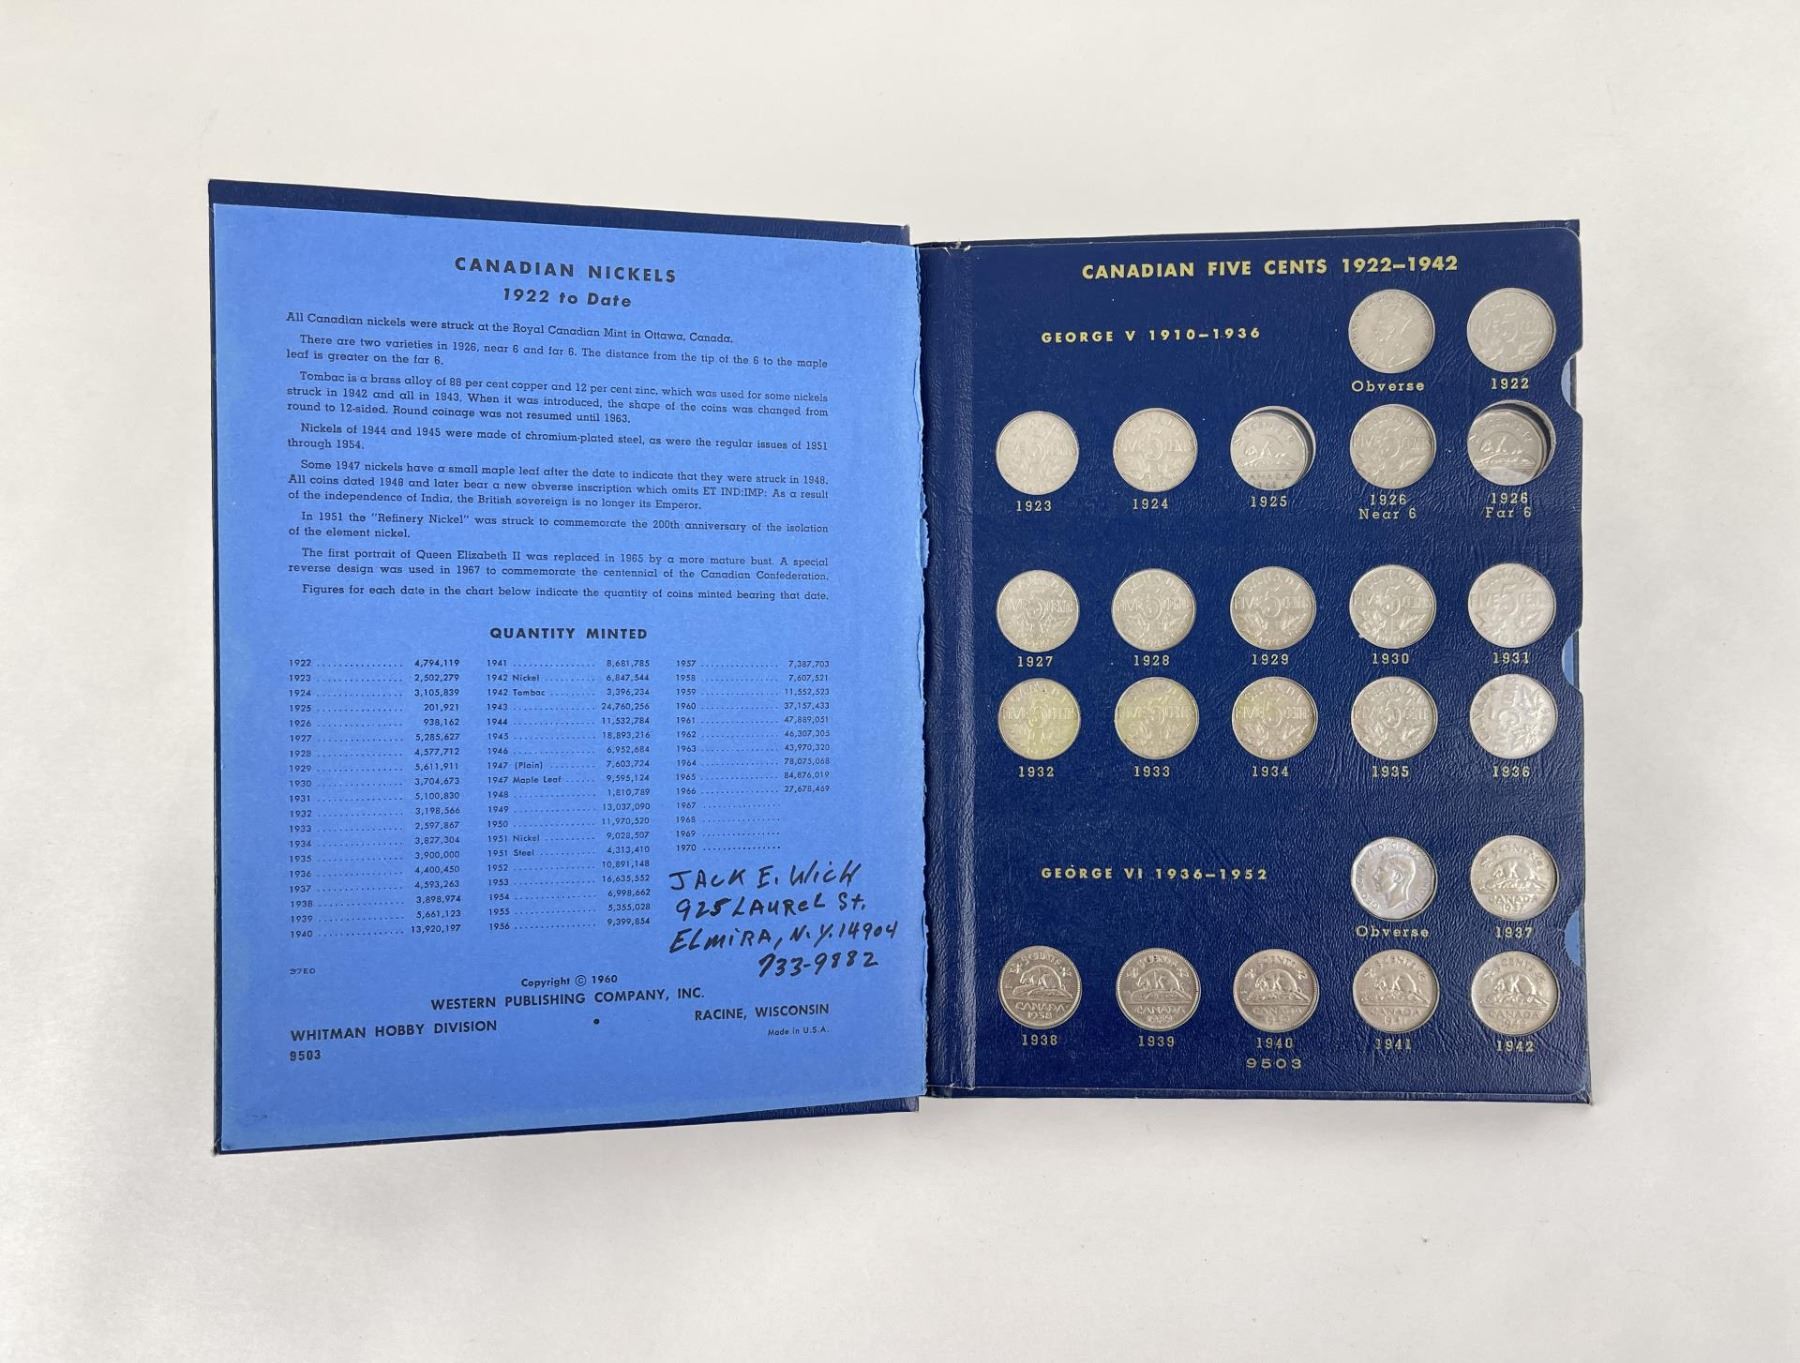 CANADIAN NICKELS
1922 to Date
All Canadian nickels were struck at the Royal Canadian Mint in Ottawa, Canada.
There are two varieties in 1926, near 6 and far 6. The distance from the tip of the 6 to the maple
leaf is greater on the far 6.
Tombac is a brass alloy of 88 per cent copper and 12 per cent zinc, which was used for some nickels
struck in 1942 and all in 1943. When it was introduced, the shape of the coins was changed from
round to 12-sided. Round coinage was not resumed until 1963.
Nickels of 1944 and 1945 were made of chromium-plated steel, as were the regular issues of 1951
through 1954.
Some 1947 nickels have a small maple leaf after the date to indicate that they were struck in 1948.
All coins dated 1948 and later bear a new obverse inscription which omits ET IND:IMP: As a result
of the independence of India, the British sovereign is no longer its Emperor.
In 1951 the "Refinery Nickel" was struck to commemorate the 200th anniversary of the isolation
of the element nickel.
The first portrait of Queen Elizabeth II was replaced in 1965 by a more mature bust. A special
reverse design was used in 1967 to commemorate the centennial of the Canadian Confederation.
Figures for each date in the chart below indicate the quantity of coins minted bearing that date.
QUANTITY MINTED
1922 ................ 4,794,119
1923 ................ 2,502,279
1924 ................ 3,105,839
1925 ................ 201,921
1926 ................ 938,162
1927 ................ 5,285,627
1928 ................ 4,577,712
1929 ................ 5,611,911
1930 ................ 3,704,673
1931 ................ 5,100,830
1932 ................ 3,198,566
1933 ................ 2,597,867
1934 ................ 3,827,304
1935 ................ 3,900,000
1936 ................ 4,400,450
1937 ................ 4,593,263
1938 ................ 3,898,974
1939 ................ 5,661,123
1940 ................ 13,920,197
1941 ................ 8,681,785
1942 Nickel .......... 6,847,544
1942 Tombac ......... 3,396,234
1943 ................ 24,760,256
1944 ................ 11,532,784
1945 ................ 18,893,216
1946 ................ 6,952,684
1947 (Plain) ......... 7,603,724
1947 Maple Leaf ...... 9,595,124
1948 ................ 1,810,789
1949 ................ 13,037,090
1950 ................ 11,970,520
1951 Nickel .......... 9,028,507
1951 Steel ........... 4,313,410
1952 ................ 10,891,148
1953 ................ 16,635,552
1954 ................ 6,998,662
1955 ................ 5,355,028
1956 ................ 9,399,854
1957 ................ 7,387,703
1958 ................ 7,607,521
1959 ................ 11,552,523
1960 ................ 37,157,433
1961 ................ 47,889,051
1962 ................ 46,307,305
1963 ................ 43,970,320
1964 ................ 78,075,068
1965 ................ 84,876,019
1966 ................ 27,678,469
1967 ................
1968 ................
1969 ................
1970 ................
JACK E. WICH
925 LAUREL St.
ELMIRA, N.Y. 14904
733-9882
37EO
Copyright © 1960
WESTERN PUBLISHING COMPANY, INC.
WHITMAN HOBBY DIVISION • RACINE, WISCONSIN
9503 Made in U.S.A.
CANADIAN FIVE CENTS 1922–1942
GEORGE V 1910–1936
Obverse 1922
1923 1924 1925 1926 1926
Near 6 Far 6
1927 1928 1929 1930 1931
1932 1933 1934 1935 1936
GEORGE VI 1936–1952
Obverse 1937
1938 1939 1940 1941 1942
9503